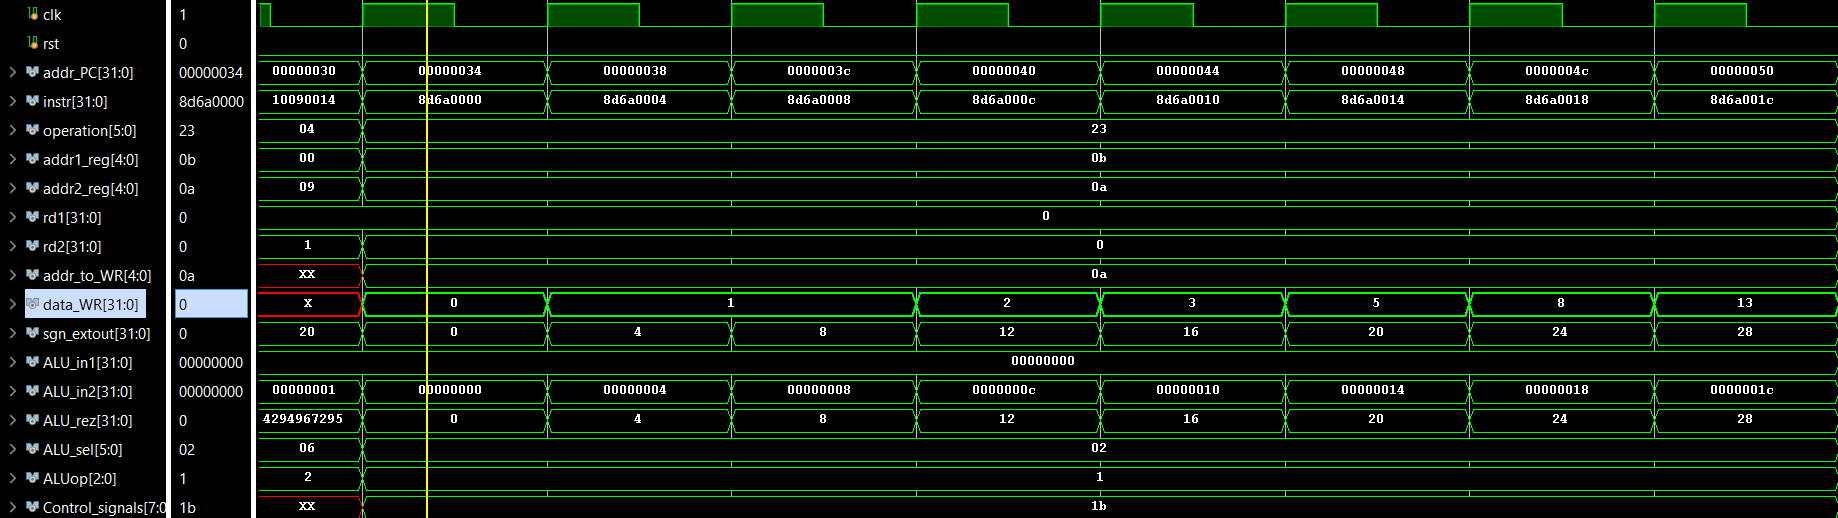 clk 1
rst 0
addr_PC[31:0] 00000034 00000030 00000034 00000038 0000003c 00000040 00000044 00000048 0000004c 00000050
instr[31:0] 8d6a0000 10090014 8d6a0000 8d6a0004 8d6a0008 8d6a000c 8d6a0010 8d6a0014 8d6a0018 8d6a001c
operation[5:0] 23 04 23
addr1_reg[4:0] 0b 00 0b
addr2_reg[4:0] 0a 09 0a
rd1[31:0] 0 0
rd2[31:0] 0 1 0
addr_to_WR[4:0] 0a XX 0a
data_WR[31:0] 0 X 0 1 2 3 5 8 13
sgn_extout[31:0] 0 20 0 4 8 12 16 20 24 28
ALU_in1[31:0] 00000000 00000000
ALU_in2[31:0] 00000000 00000001 00000000 00000004 00000008 0000000c 00000010 00000014 00000018 0000001c
ALU_rez[31:0] 0 4294967295 0 4 8 12 16 20 24 28
ALU_sel[5:0] 02 06 02
ALUop[2:0] 1 2 1
Control_signals[7:0 1b XX 1b